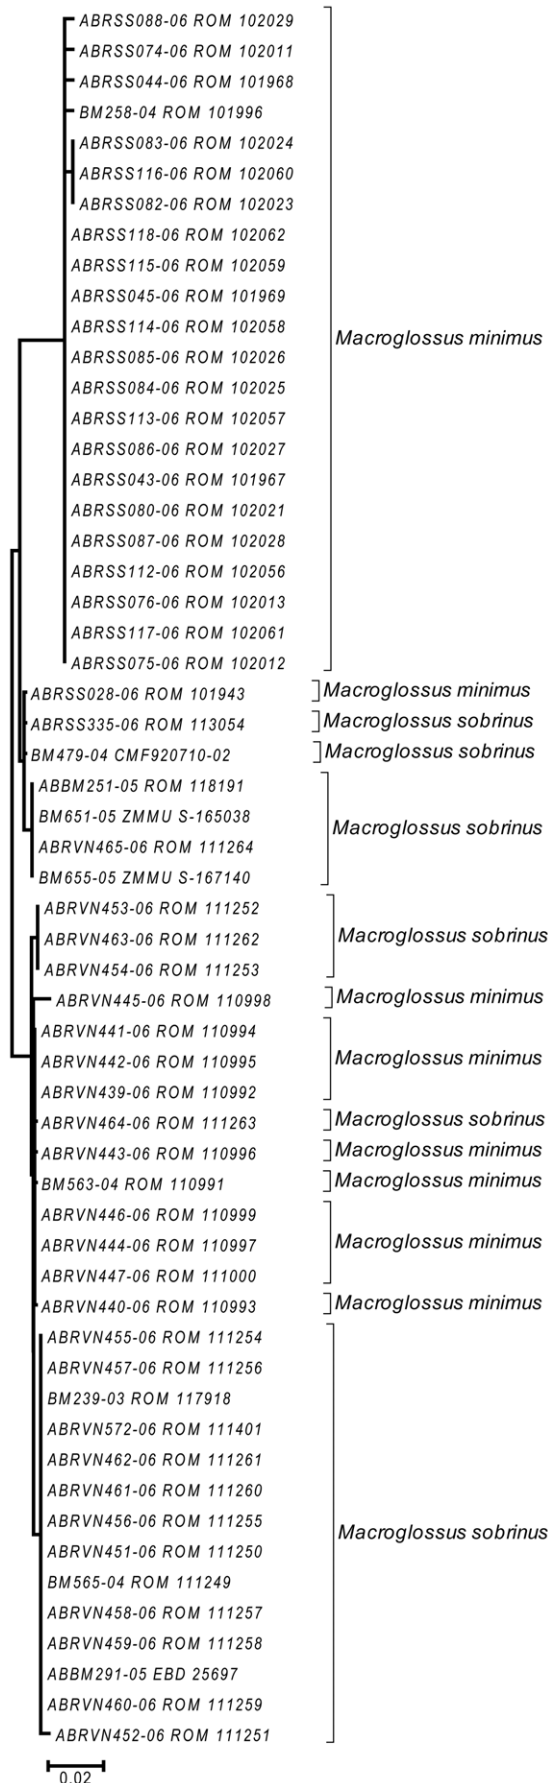 ABRSS088-06 ROM 102029
ABRSS074-06 ROM 102011
ABRSS044-06 ROM 101968
BM258-04 ROM 101996
ABRSS083-06 ROM 102024
ABRSS116-06 ROM 102060
ABRSS082-06 ROM 102023
ABRSS118-06 ROM 102062
ABRSS115-06 ROM 102059
ABRSS045-06 ROM 101969
ABRSS114-06 ROM 102058
Macroglossus minimus
ABRSS085-06 ROM 102026
ABRSS084-06 ROM 102025
ABRSS113-06 ROM 102057
ABRSS086-06 ROM 102027
ABRSS043-06 ROM 101967
ABRSS080-06 ROM 102021
ABRSS087-06 ROM 102028
ABRSS112-06 ROM 102056
ABRSS076-06 ROM 102013
ABRSS117-06 ROM 102061
ABRSS075-06 ROM 102012
ABRSS028-06 ROM 101943 Macroglossus minimus
ABRSS335-06 ROM 113054 Macroglossus sobrinus
BM479-04 CMF920710-02 Macroglossus sobrinus
ABBM251-05 ROM 118191
BM651-05 ZMMU S-165038
Macroglossus sobrinus
ABRVN465-06 ROM 111264
BM655-05 ZMMU S-167140
ABRVN453-06 ROM 111252
ABRVN463-06 ROM 111262 Macroglossus sobrinus
ABRVN454-06 ROM 111253
ABRVN445-06 ROM 110998 Macroglossus minimus
ABRVN441-06 ROM 110994
ABRVN442-06 ROM 110995 Macroglossus minimus
ABRVN439-06 ROM 110992
ABRVN464-06 ROM 111263 Macroglossus sobrinus
ABRVN443-06 ROM 110996 Macroglossus minimus
BM563-04 ROM 110991 Macroglossus minimus
ABRVN446-06 ROM 110999
ABRVN444-06 ROM 110997 Macroglossus minimus
ABRVN447-06 ROM 111000
ABRVN440-06 ROM 110993 Macroglossus minimus
ABRVN455-06 ROM 111254
ABRVN457-06 ROM 111256
BM239-03 ROM 117918
ABRVN572-06 ROM 111401
ABRVN462-06 ROM 111261
ABRVN461-06 ROM 111260
ABRVN456-06 ROM 111255
Macroglossus sobrinus
ABRVN451-06 ROM 111250
BM565-04 ROM 111249
ABRVN458-06 ROM 111257
ABRVN459-06 ROM 111258
ABBM291-05 EBD 25697
ABRVN460-06 ROM 111259
ABRVN452-06 ROM 111251
0.02